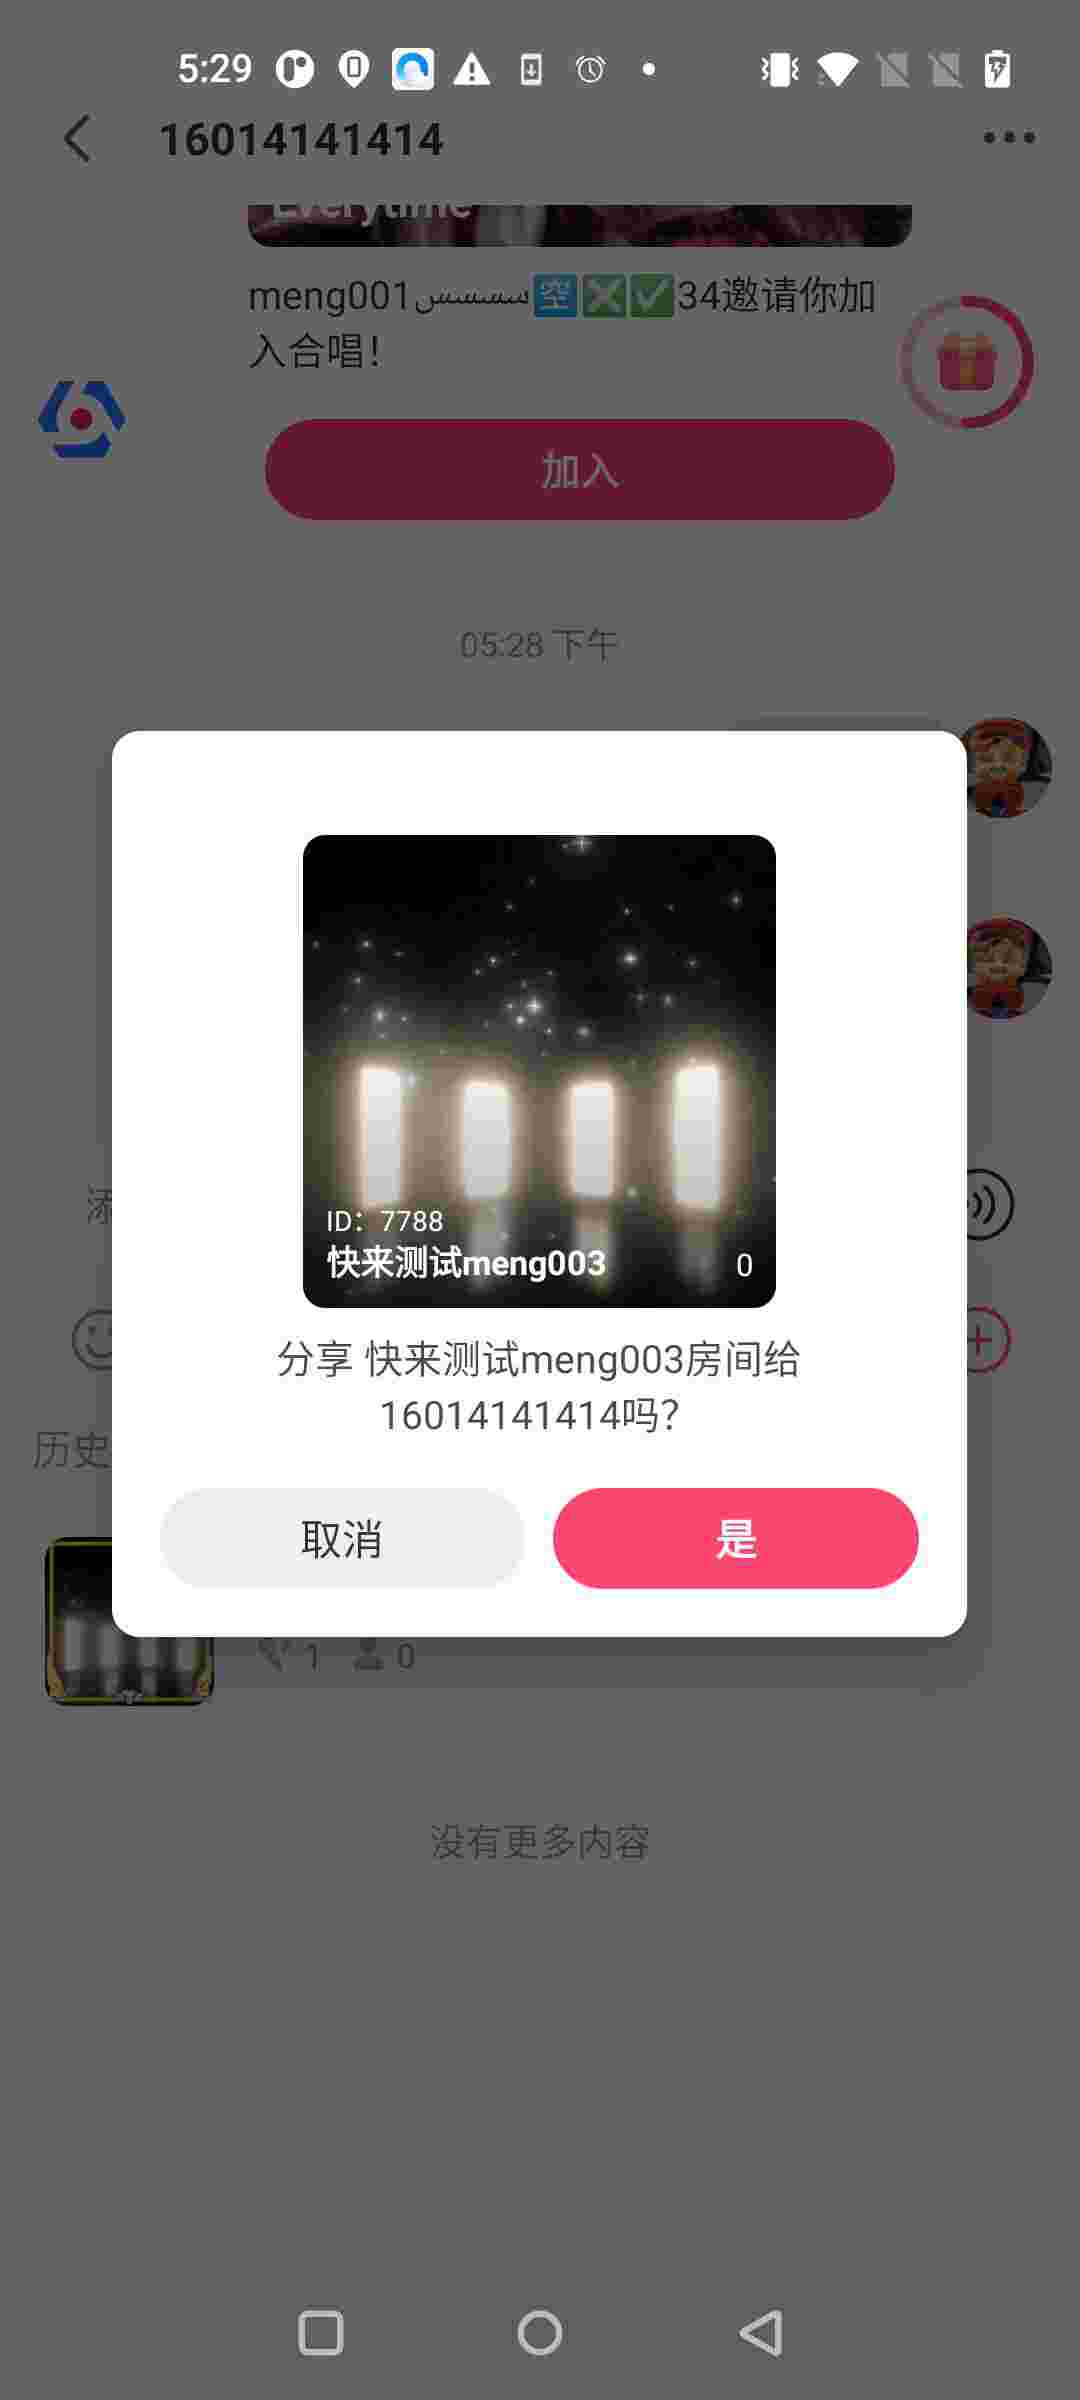 5:29
16014141414
Everytime
meng001سسسس🈳❎✅34邀请你加
入合唱！
加入
05:28 下午
添
ID：7788
快来测试meng003
0
分享 快来测试meng003房间给
16014141414吗？
历史
取消
是
1
0
没有更多内容